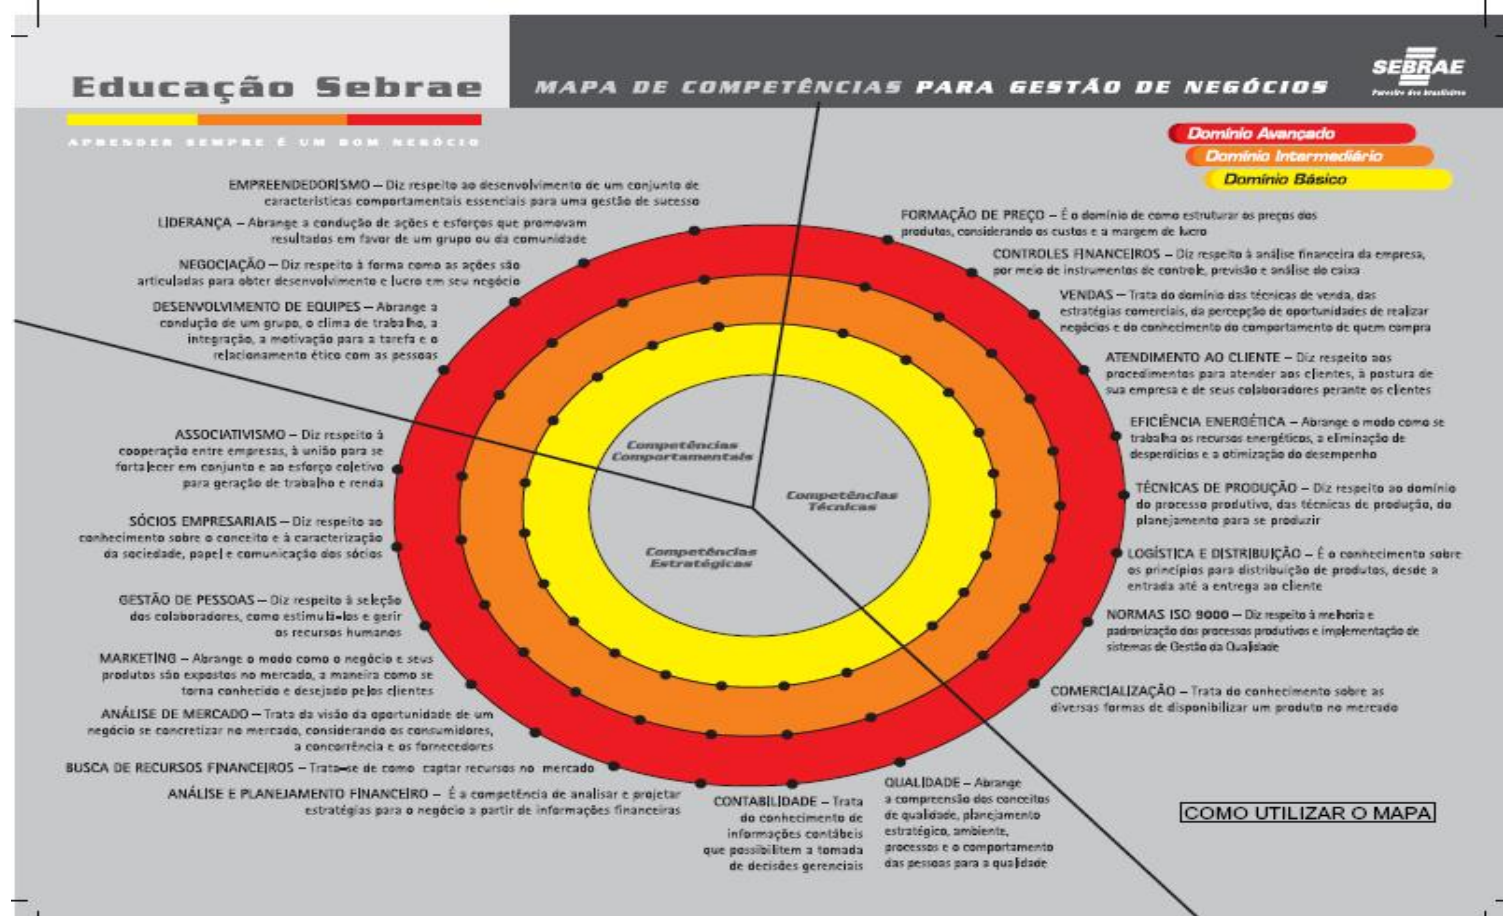 Educação Sebrae
APRENDER SEMPRE É UM BOM NEGÓCIO
MAPA DE COMPETÊNCIAS PARA GESTÃO DE NEGÓCIOS
SEBRAE
Parceiro dos brasileiros
Domínio Avançado
Domínio Intermediário
Domínio Básico
EMPREENDEDORISMO – Diz respeito ao desenvolvimento de um conjunto de
características comportamentais essenciais para uma gestão de sucesso
LIDERANÇA – Abrange a condução de ações e esforços que promovam
resultados em favor de um grupo ou da comunidade
NEGOCIAÇÃO – Diz respeito à forma como as ações são
articuladas para obter desenvolvimento e lucro em seu negócio
DESENVOLVIMENTO DE EQUIPES – Abrange a
condução de um grupo, o clima de trabalho, a
integração, a motivação para a tarefa e o
relacionamento ético com as pessoas
ASSOCIATIVISMO – Diz respeito à
cooperação entre empresas, à união para se
fortalecer em conjunto e ao esforço coletivo
para geração de trabalho e renda
SÓCIOS EMPRESARIAIS – Diz respeito ao
conhecimento sobre o conceito e à caracterização
da sociedade, papel e comunicação dos sócios
GESTÃO DE PESSOAS – Diz respeito à seleção
dos colaboradores, como estimulá-los e gerir
os recursos humanos
MARKETING – Abrange o modo como o negócio e seus
produtos são expostos no mercado, a maneira como se
torna conhecido e desejado pelos clientes
ANÁLISE DE MERCADO – Trata da visão da oportunidade de um
negócio se concretizar no mercado, considerando os consumidores,
a concorrência e os fornecedores
BUSCA DE RECURSOS FINANCEIROS – Trata-se de como captar recursos no mercado
ANÁLISE E PLANEJAMENTO FINANCEIRO – É a competência de analisar e projetar
estratégias para o negócio a partir de informações financeiras
Competências
Comportamentais
Competências
Técnicas
Competências
Estratégicas
FORMAÇÃO DE PREÇO – É o domínio de como estruturar os preços dos
produtos, considerando os custos e a margem de lucro
CONTROLES FINANCEIROS – Diz respeito à análise financeira da empresa,
por meio de instrumentos de controle, previsão e análise do caixa
VENDAS – Trata do domínio das técnicas de venda, das
estratégias comerciais, da percepção de oportunidades de realizar
negócios e do conhecimento do comportamento de quem compra
ATENDIMENTO AO CLIENTE – Diz respeito aos
procedimentos para atender aos clientes, à postura de
sua empresa e de seus colaboradores perante os clientes
EFICIÊNCIA ENERGÉTICA – Abrange o modo como se
trabalha os recursos energéticos, a eliminação de
desperdícios e a otimização do desempenho
TÉCNICAS DE PRODUÇÃO – Diz respeito ao domínio
do processo produtivo, das técnicas de produção, do
planejamento para se produzir
LOGÍSTICA E DISTRIBUIÇÃO – É o conhecimento sobre
os princípios para distribuição de produtos, desde a
entrada até a entrega ao cliente
NORMAS ISO 9000 – Diz respeito à melhoria e
padronização dos processos produtivos e implementação de
sistemas de Gestão da Qualidade
COMERCIALIZAÇÃO – Trata do conhecimento sobre as
diversas formas de disponibilizar um produto no mercado
CONTABILIDADE – Trata
do conhecimento de
informações contábeis
que possibilitem a tomada
de decisões gerenciais
QUALIDADE – Abrange
a compreensão dos conceitos
de qualidade, planejamento
estratégico, ambiente,
processos e o comportamento
das pessoas para a qualidade
COMO UTILIZAR O MAPA